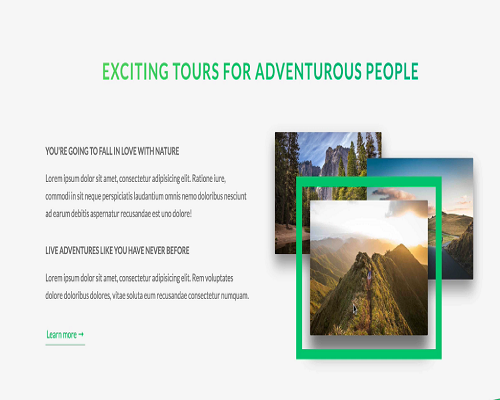 EXCITING TOURS FOR ADVENTUROUS PEOPLE
YOU'RE GOING TO FALL IN LOVE WITH NATURE
Lorem ipsum dolor sit amet, consectetur adipisicing elit. Ratione iure,
commodi in sit neque perspiciatis laudantium omnis nemo doloribus nesciunt
ad earum debitis aspernatur recusandae est uno dolore!
LIVE ADVENTURES LIKE YOU HAVE NEVER BEFORE
Lorem ipsum dolor sit amet, consectetur adipisicing elit. Rem voluptates
dolore doloribus dolores, vitae soluta eum recusandae consectetur numquam.
Learn more →